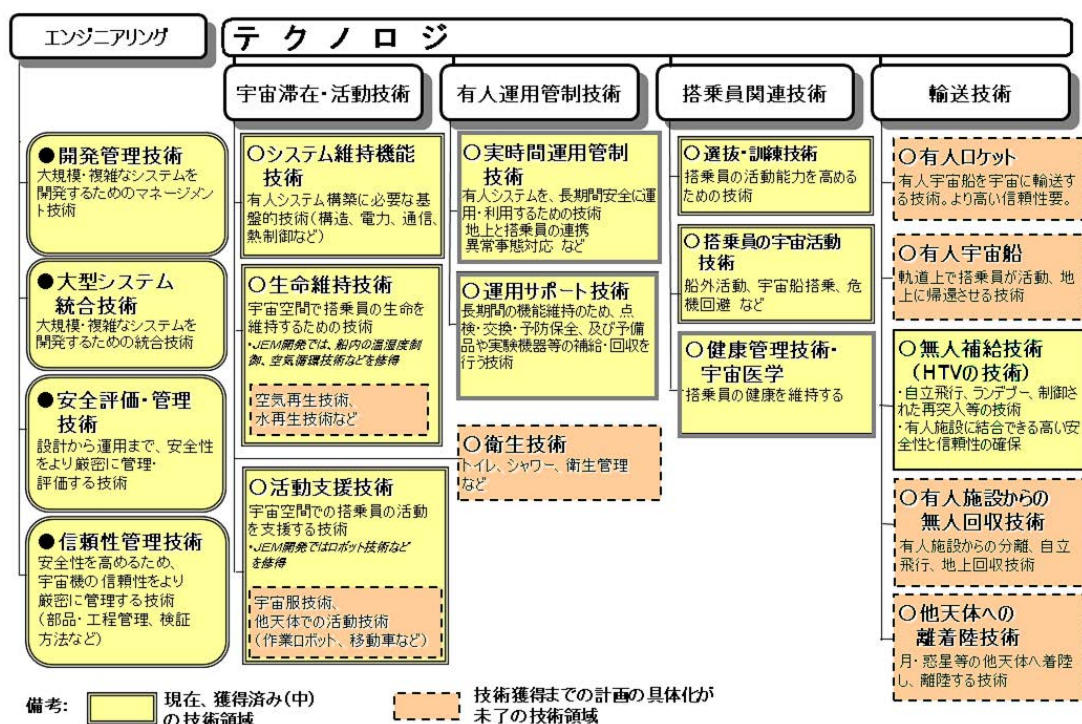 エンジニアリング
テクノロジ
宇宙滞在・活動技術
有人運用管制技術
搭乗員関連技術
輸送技術
●開発管理技術
大規模・複雑なシステムを
開発するためのマネージメン
ト技術
●大型システム
統合技術
大規模・複雑なシステムを
開発するための統合技術
●安全評価・管理
技術
設計から運用まで、安全性
をより厳密に管理・
評価する技術
●信頼性管理技術
安全性を高めるため、
宇宙機の信頼性をより
厳密に管理する技術
(部品・工程管理、検証
方法など)
○システム維持機能
技術
有人システム構築に必要な基
盤的技術(構造、電力、通信、
熱制御など)
○生命維持技術
宇宙空間で搭乗員の生命を
維持するための技術
・JEM開発では、船内の温湿度制
御、空気循環技術などを修得
空気再生技術、
水再生技術など
○活動支援技術
宇宙空間での搭乗員の活動
を支援する技術
・JEM開発ではロボット技術など
を修得
宇宙服技術、
他天体での活動技術
(作業ロボット、移動車など)
○実時間運用管制
技術
有人システムを、長期間安全に運
用・利用するための技術
地上と搭乗員の連携
異常事態対応 など
○運用サポート技術
長期間の機能維持のため、点
検・交換・予防保全、及び予備
品や実験機器等の補給・回収を
行う技術
○衛生技術
トイレ、シャワー、衛生管理
など
○選抜・訓練技術
搭乗員の活動能力を高める
ための技術
○搭乗員の宇宙活動
技術
船外活動、宇宙船搭乗、危
機回避 など
○健康管理技術・
宇宙医学
搭乗員の健康を維持する
○有人ロケット
有人宇宙船を宇宙に輸送す
る技術。より高い信頼性要。
○有人宇宙船
軌道上で搭乗員が活動、地
上に帰還させる技術
○無人補給技術
(HTVの技術)
・自立飛行、ランデブー、制御さ
れた再突入等の技術
・有人施設に結合できる高い安
全性と信頼性の確保
○有人施設からの
無人回収技術
有人施設からの分離、自立
飛行、地上回収技術
○他天体への
離着陸技術
月・惑星等の他天体へ着陸
し、離陸する技術
備考:
現在、獲得済み(中)
の技術領域
技術獲得までの計画の具体化が
未了の技術領域